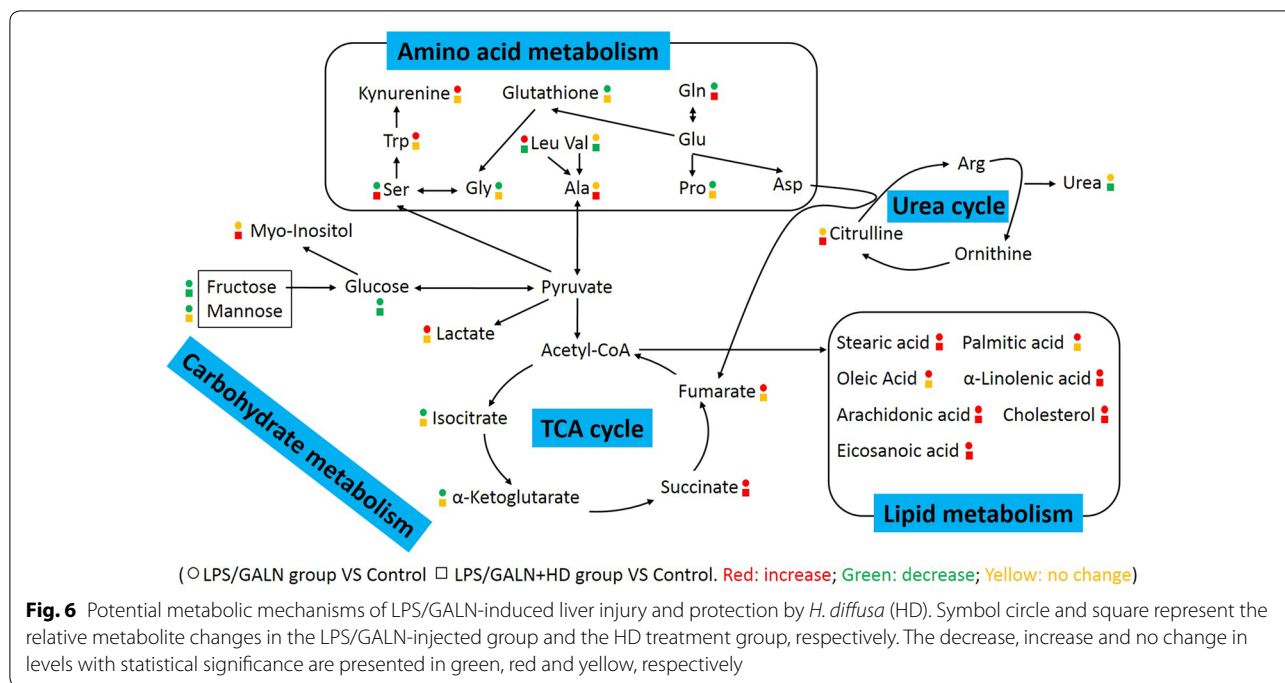 Amino acid metabolism
Kynurenine
Glutathione
Gln
Trp
Leu Val
Glu
Ser
Gly
Ala
Pro
Asp
Arg
Urea
Urea cycle
Citrulline
Ornithine
Myo-Inositol
Fructose
Mannose
Glucose
Pyruvate
Lactate
Acetyl-CoA
Carbohydrate metabolism
Isocitrate
TCA cycle
Fumarate
α-Ketoglutarate
Succinate
Stearic acid Palmitic acid
Oleic Acid α-Linolenic acid
Arachidonic acid Cholesterol
Eicosanoic acid
Lipid metabolism
( ○ LPS/GALN group VS Control □ LPS/GALN+HD group VS Control. Red: increase; Green: decrease; Yellow: no change)
Fig. 6 Potential metabolic mechanisms of LPS/GALN-induced liver injury and protection by H. diffusa (HD). Symbol circle and square represent the
relative metabolite changes in the LPS/GALN-injected group and the HD treatment group, respectively. The decrease, increase and no change in
levels with statistical significance are presented in green, red and yellow, respectively